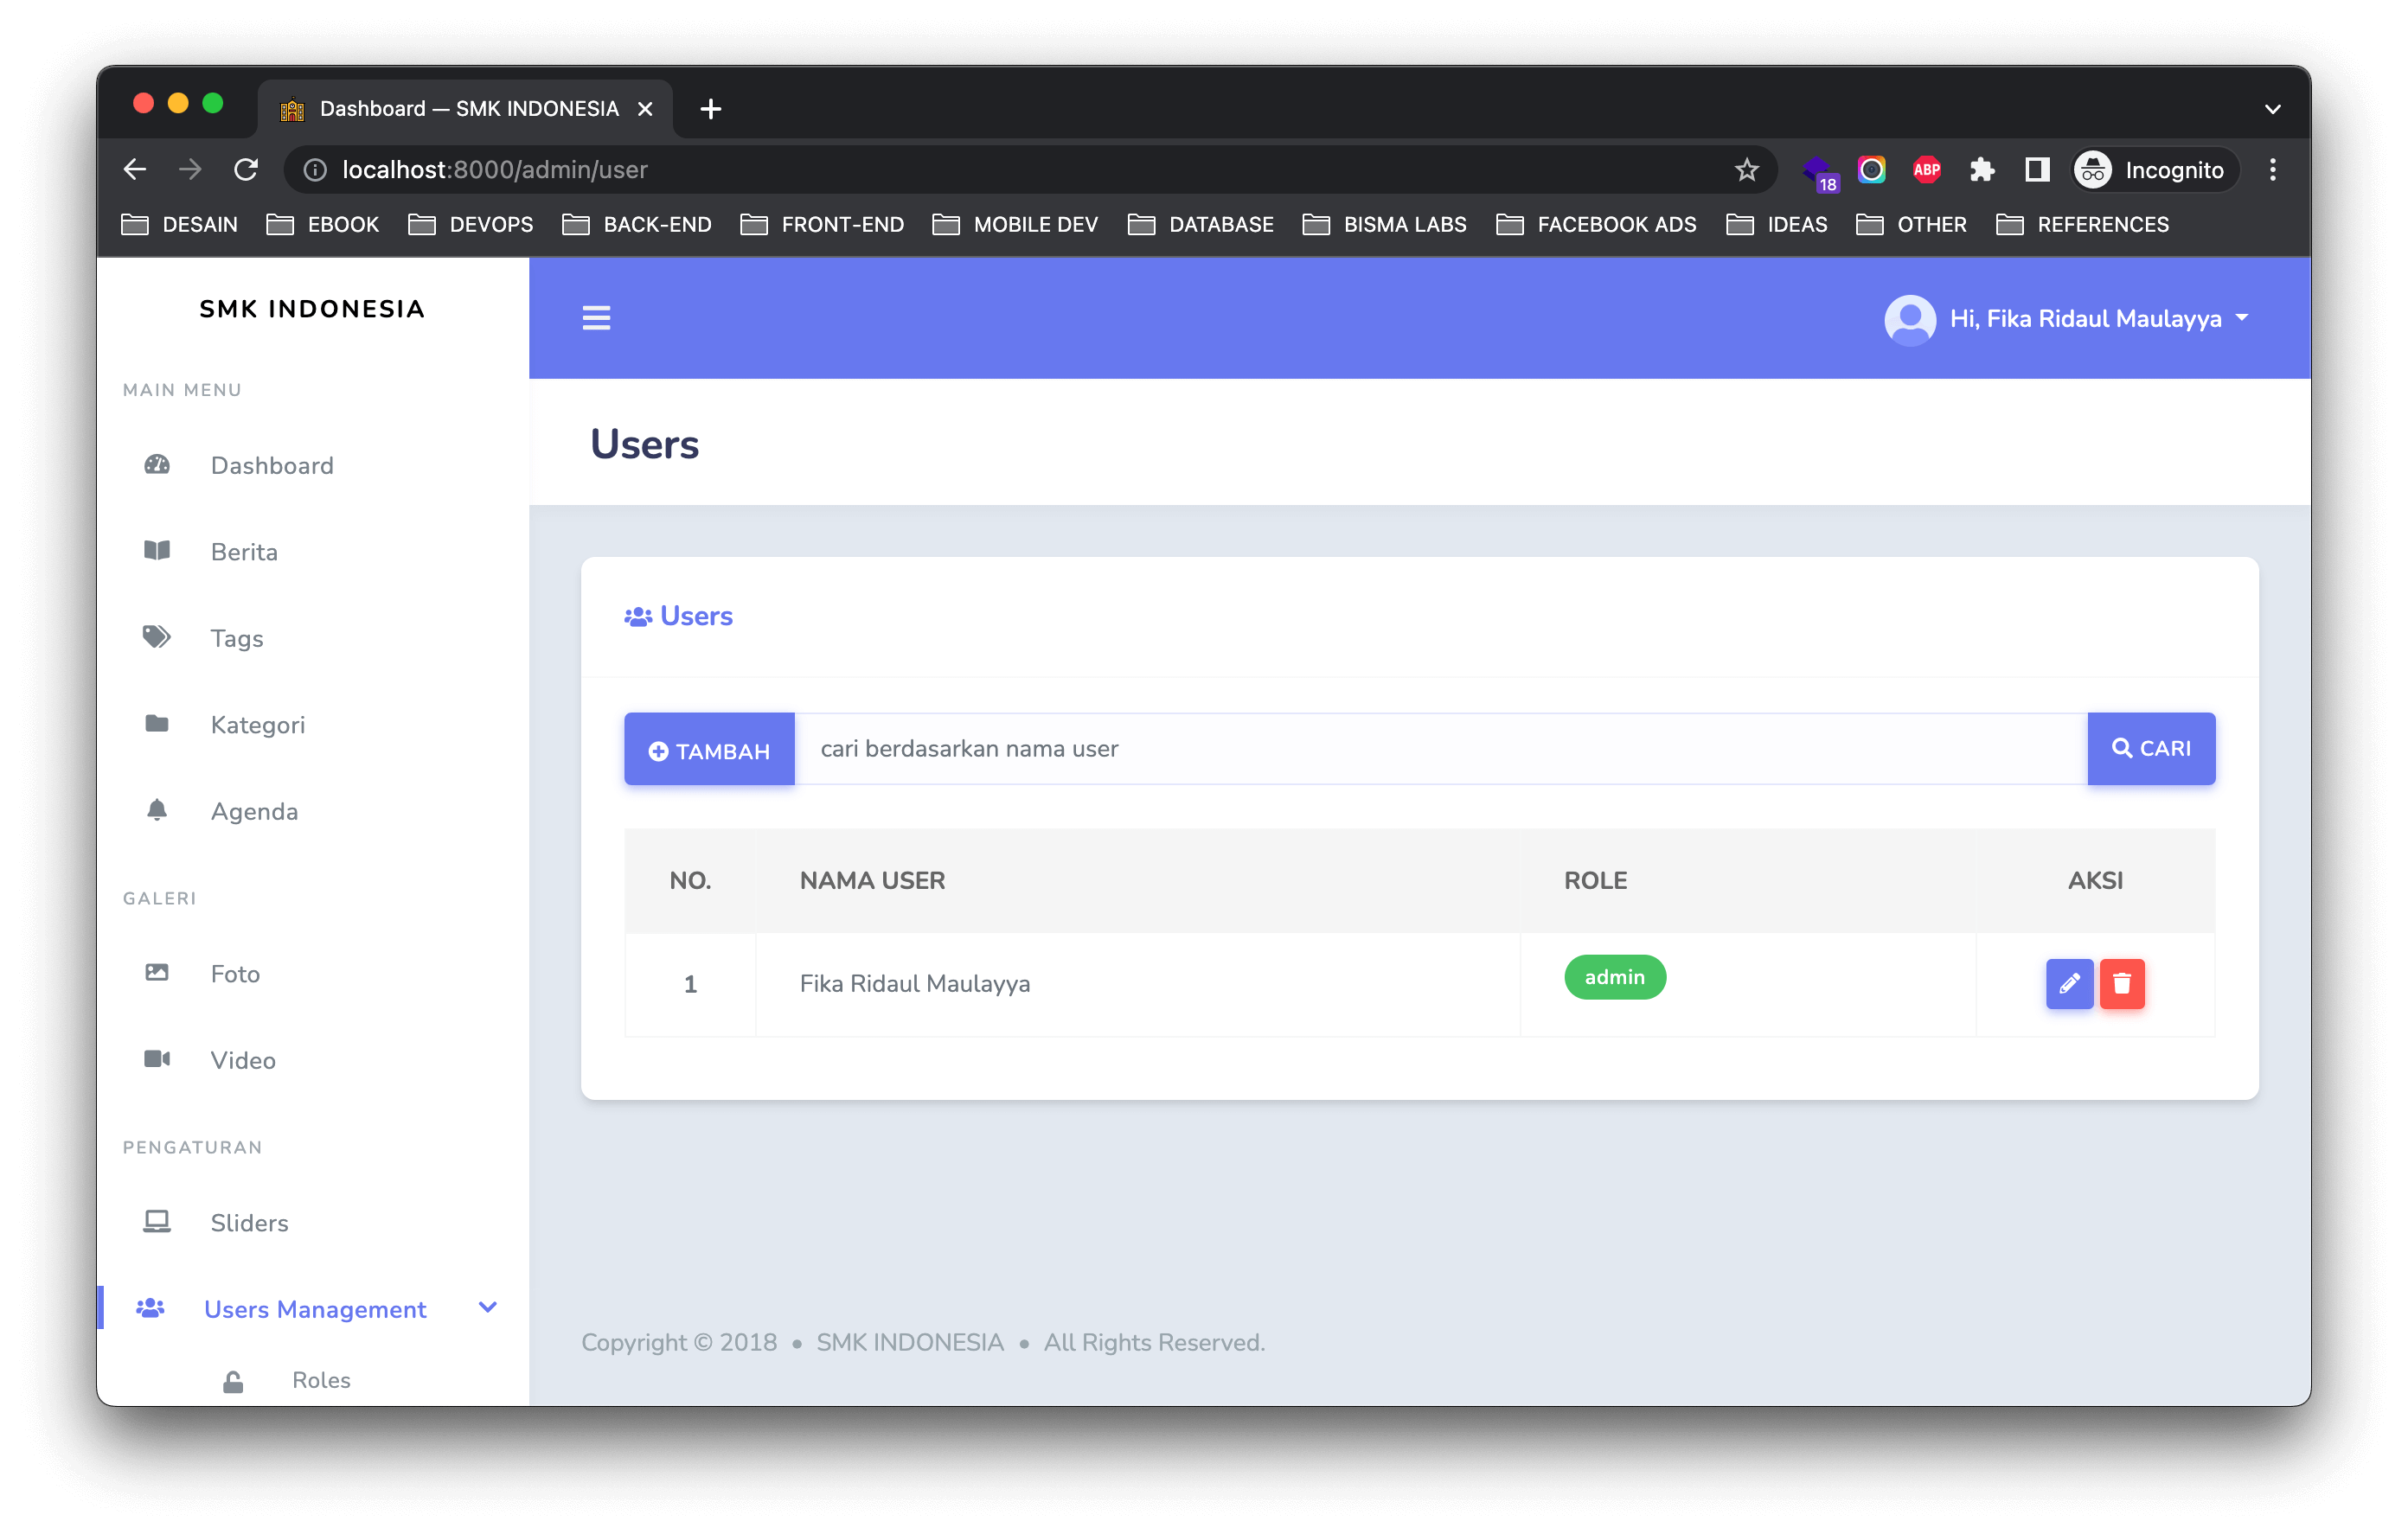 Dashboard — SMK INDONESIA
localhost:8000/admin/user
18
ABP
Incognito
DESAIN EBOOK DEVOPS BACK-END FRONT-END MOBILE DEV DATABASE BISMA LABS FACEBOOK ADS IDEAS OTHER REFERENCES
SMK INDONESIA
Hi, Fika Ridaul Maulayya
MAIN MENU
Dashboard
Berita
Tags
Kategori
Agenda
GALERI
Foto
Video
PENGATURAN
Sliders
Users Management
Roles
Users
Users
TAMBAH cari berdasarkan nama user CARI
NO. NAMA USER ROLE AKSI
1 Fika Ridaul Maulayya admin
Copyright © 2018 • SMK INDONESIA • All Rights Reserved.